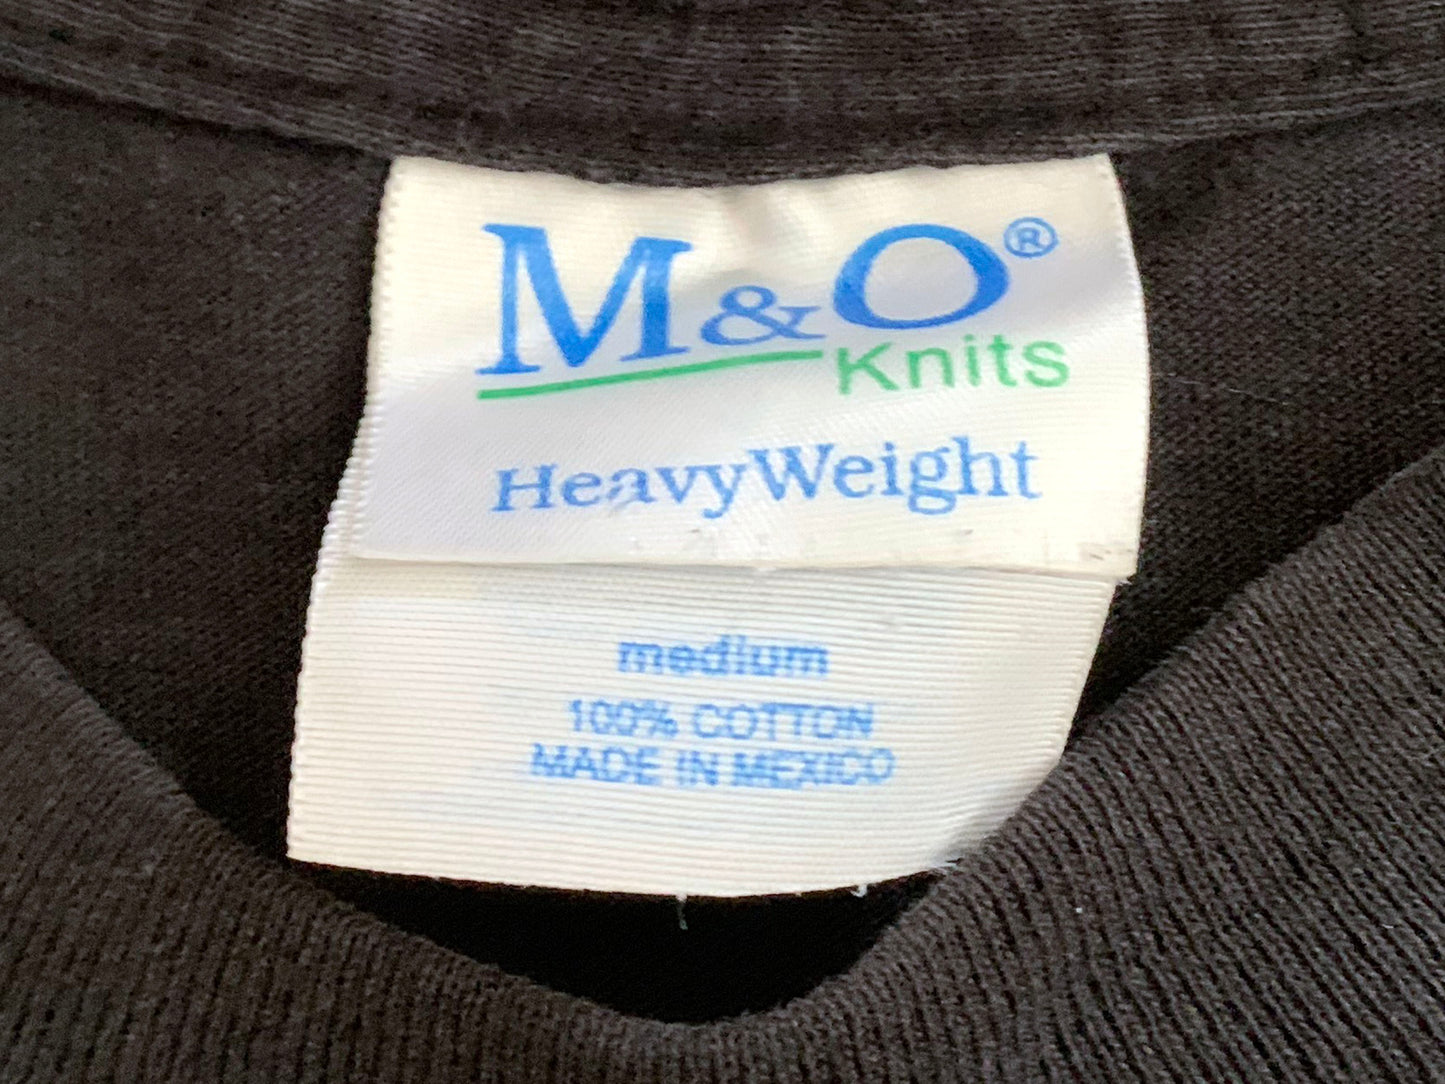 M&O®
Knits
HeavyWeight
medium
100% COTTON
MADE IN MEXICO